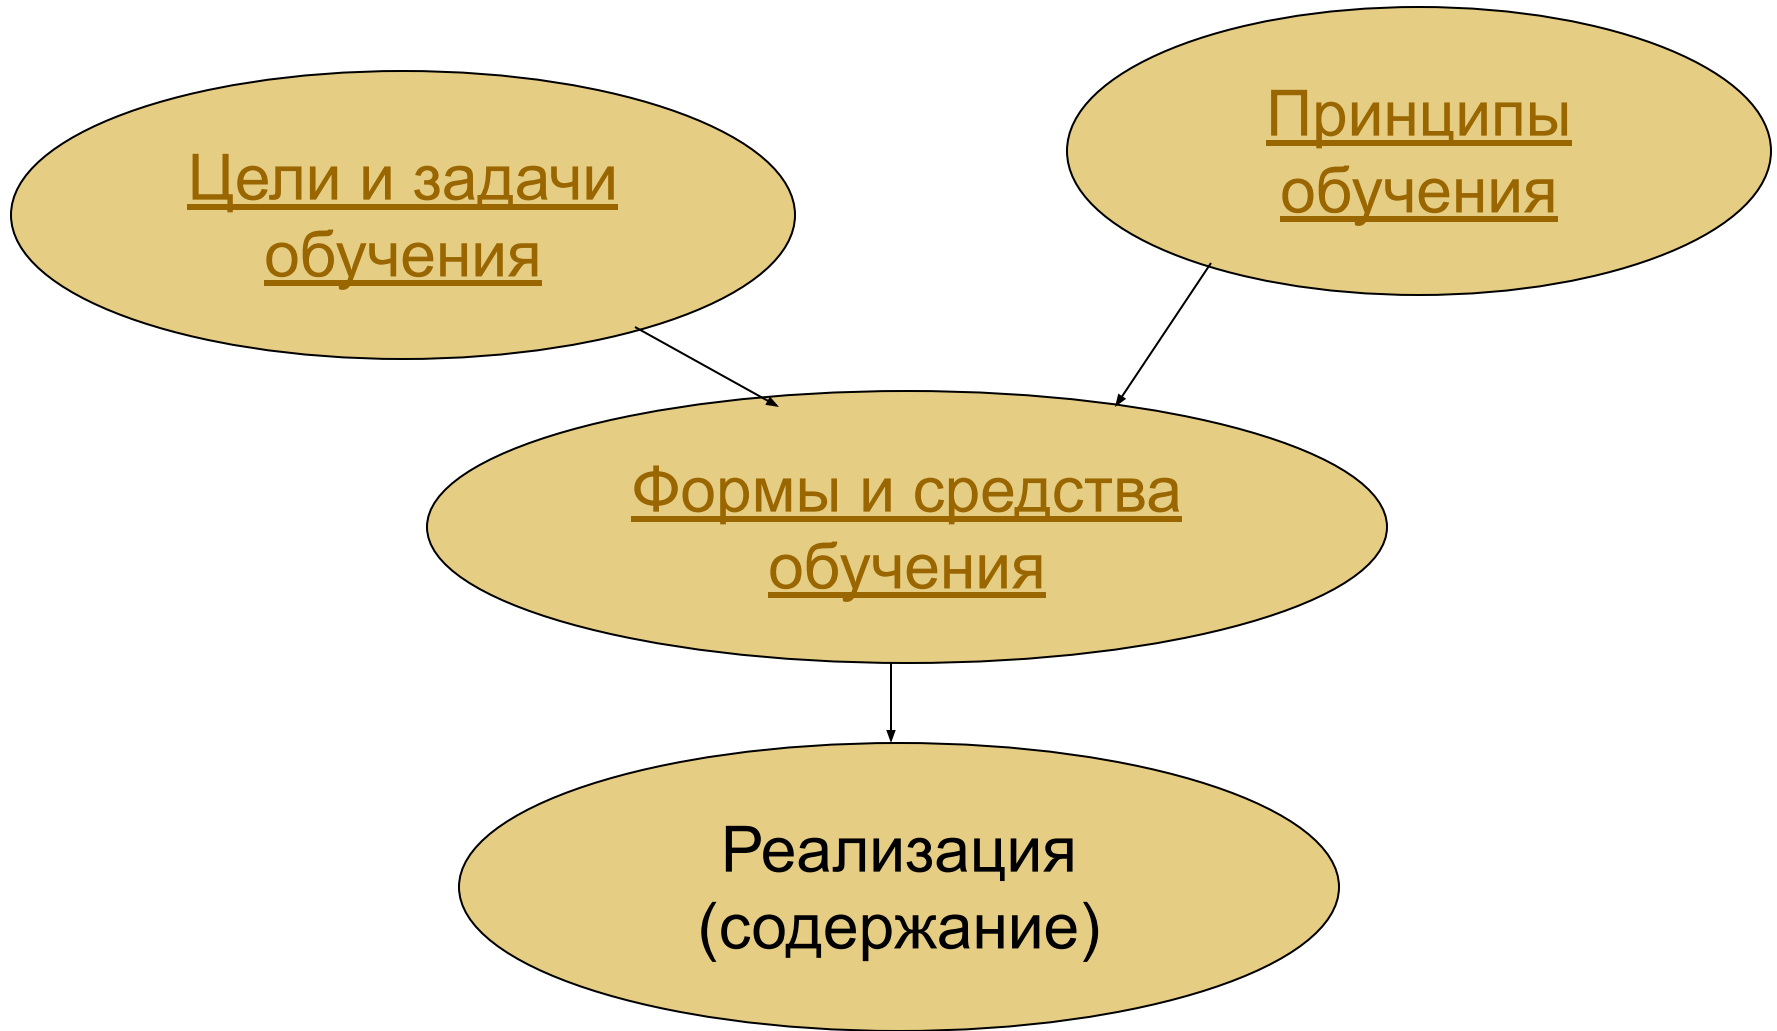 Цели и задачи
обучения
Принципы
обучения
Формы и средства
обучения
Реализация
(содержание)